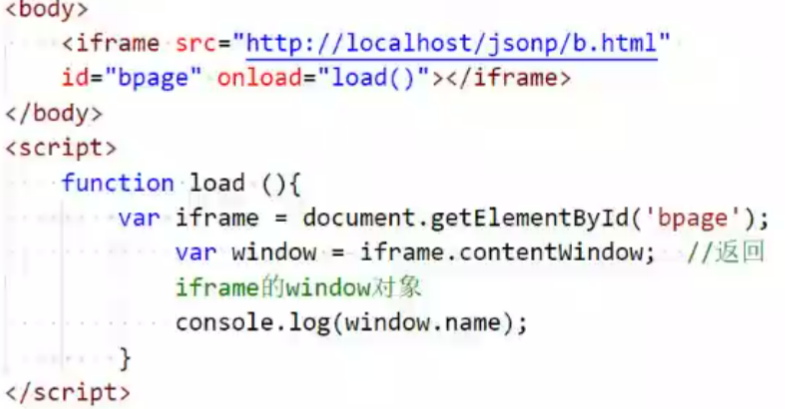 <body>
    <iframe src="http://localhost/jsonp/b.html"
    id="bpage" onload="load()"></iframe>
</body>
<script>
    function load (){
        var iframe = document.getElementById('bpage');
            var window = iframe.contentWindow;  //返回
            iframe的window对象
            console.log(window.name);
        }
</script>